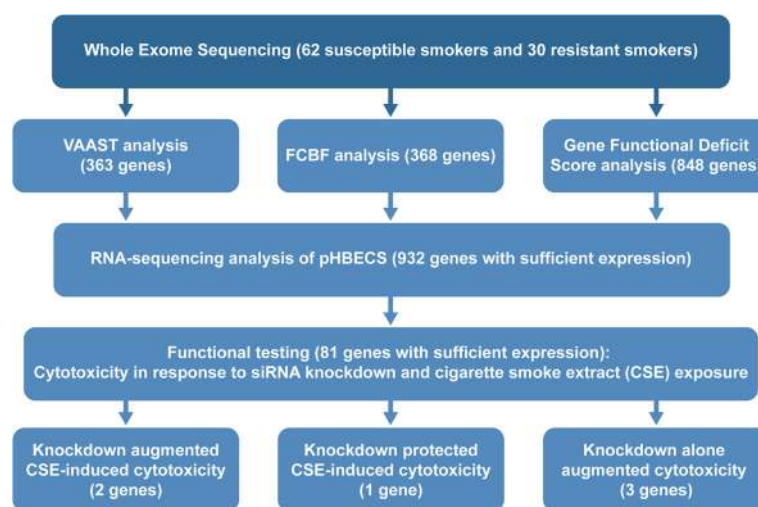 Whole Exome Sequencing (62 susceptible smokers and 30 resistant smokers)
VAAST analysis
(363 genes)
FCBF analysis (368 genes)
Gene Functional Deficit
Score analysis (848 genes)
RNA-sequencing analysis of pHBECS (932 genes with sufficient expression)
Functional testing (81 genes with sufficient expression):
Cytotoxicity in response to siRNA knockdown and cigarette smoke extract (CSE) exposure
Knockdown augmented
CSE-induced cytotoxicity
(2 genes)
Knockdown protected
CSE-induced cytotoxicity
(1 gene)
Knockdown alone
augmented cytotoxicity
(3 genes)